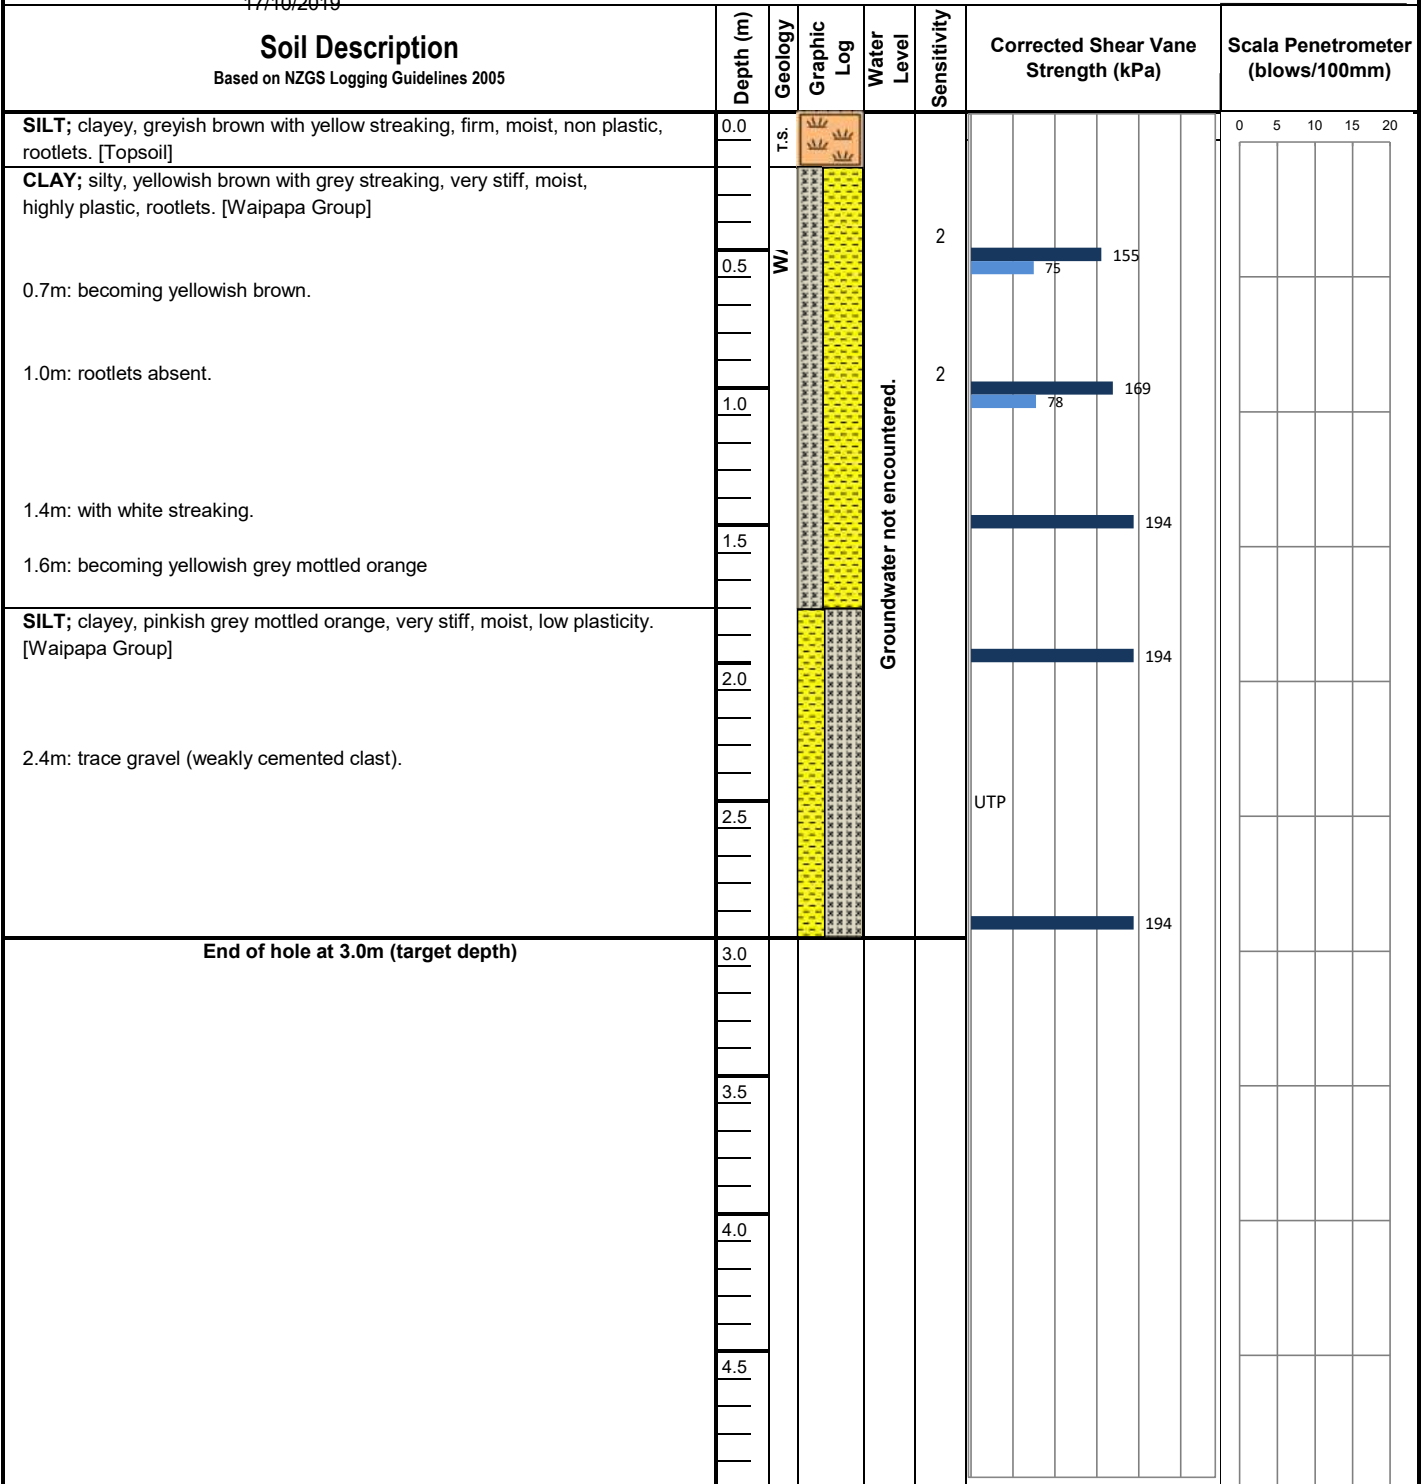 17/10/2019
Soil Description
Based on NZGS Logging Guidelines 2005
Depth (m)
Geology
Graphic
Log
Water
Level
Sensitivity
Corrected Shear Vane
Strength (kPa)
Scala Penetrometer
(blows/100mm)
SILT; clayey, greyish brown with yellow streaking, firm, moist, non plastic,
rootlets. [Topsoil]
0.0
T.S.
0 5 10 15 20
CLAY; silty, yellowish brown with grey streaking, very stiff, moist,
highly plastic, rootlets. [Waipapa Group]
2
155
0.5
75
0.7m: becoming yellowish brown.
1.0m: rootlets absent.
2
169
1.0
78
Groundwater not encountered.
1.4m: with white streaking.
194
1.5
1.6m: becoming yellowish grey mottled orange
SILT; clayey, pinkish grey mottled orange, very stiff, moist, low plasticity.
[Waipapa Group]
194
2.0
2.4m: trace gravel (weakly cemented clast).
UTP
2.5
194
End of hole at 3.0m (target depth)
3.0
3.5
4.0
4.5